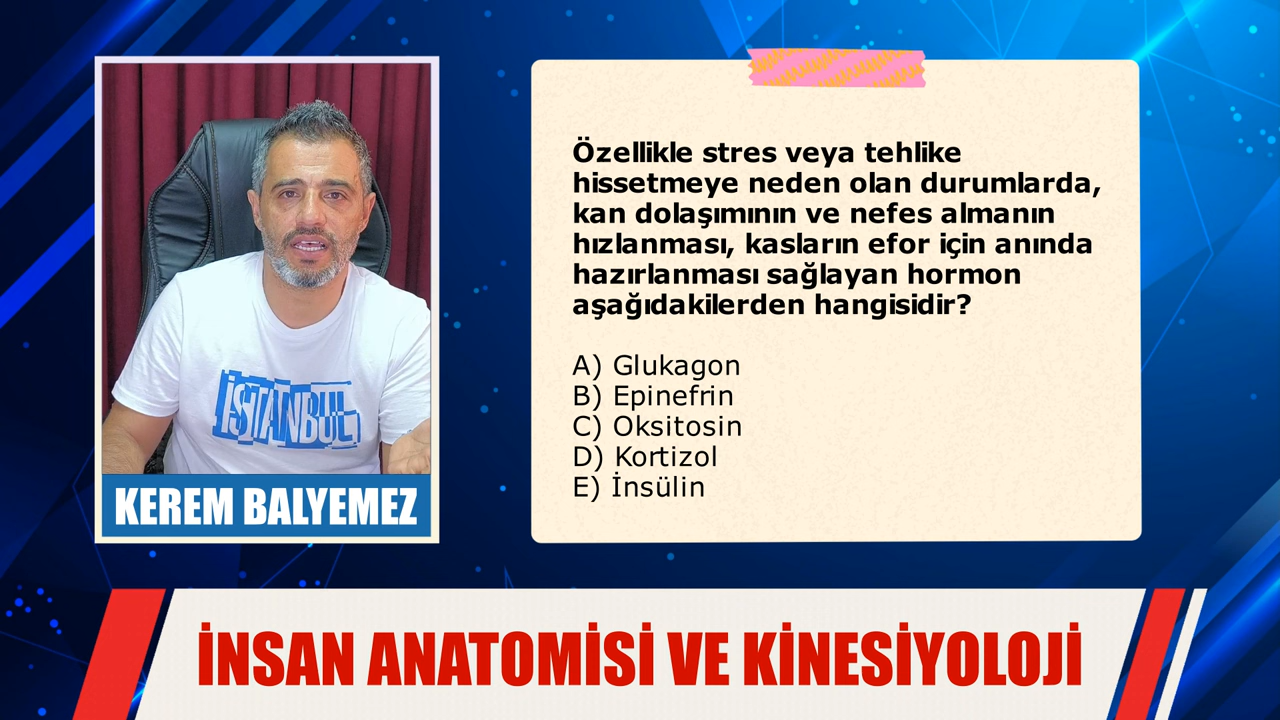 Özellikle stres veya tehlike
hissetmeye neden olan durumlarda,
kan dolaşımının ve nefes almanın
hızlanması, kasların efor için anında
hazırlanması sağlayan hormon
aşağıdakilerden hangisidir?
A) Glukagon
B) Epinefrin
C) Oksitosin
D) Kortizol
E) İnsülin
İSTANBUL
KEREM BALYEMEZ
İNSAN ANATOMİSİ VE KİNESİYOLOJİ